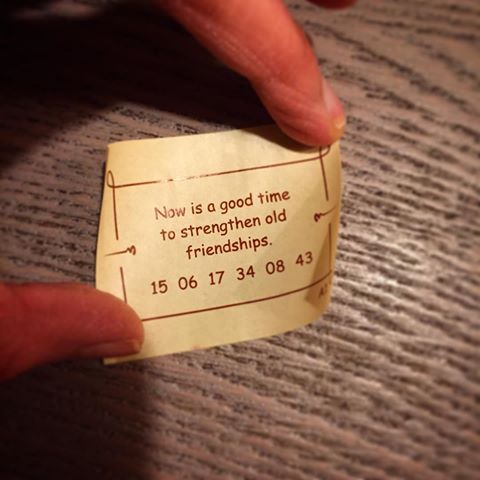 Now is a good time
to strengthen old
friendships.
15 06 17 34 08 43